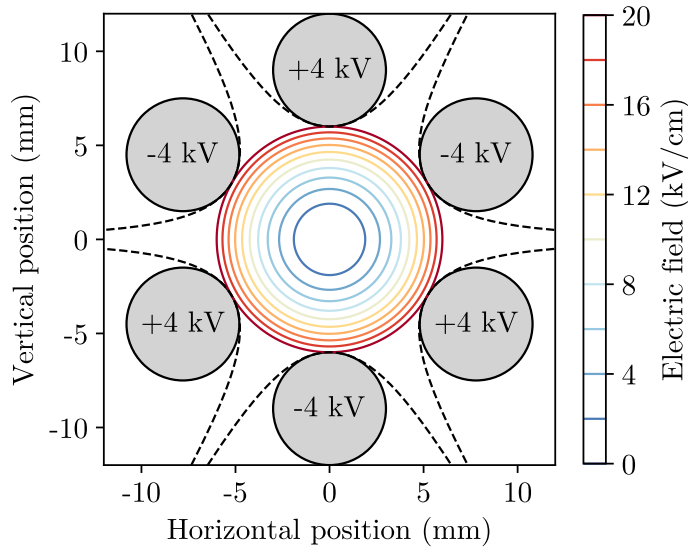 +4 kV
-4 kV
-4 kV
+4 kV
+4 kV
-4 kV
10
5
0
-5
-10
Vertical position (mm)
-10
-5
0
5
10
Horizontal position (mm)
20
16
12
8
4
0
Electric field (kV/cm)